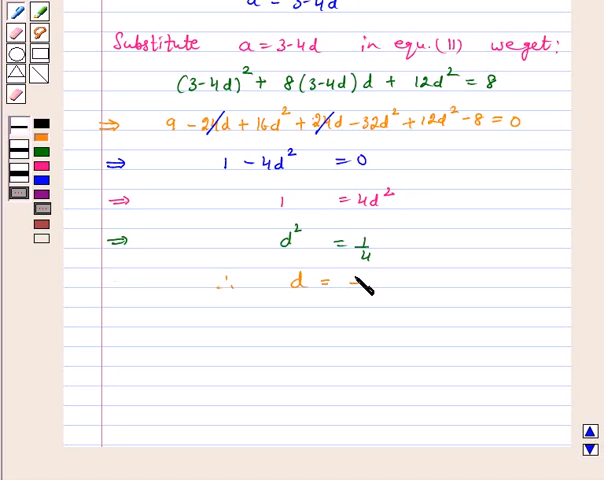 a = 3-4d
Substitute a = 3-4d in equ.(II) we get:
(3-4d)² + 8(3-4d)d + 12d² = 8
⇒ 9 - 24d + 16d² + 24d - 32d² + 12d² - 8 = 0
⇒ 1 - 4d² = 0
⇒ 1 = 4d²
⇒ d² = 1/4
∴ d =